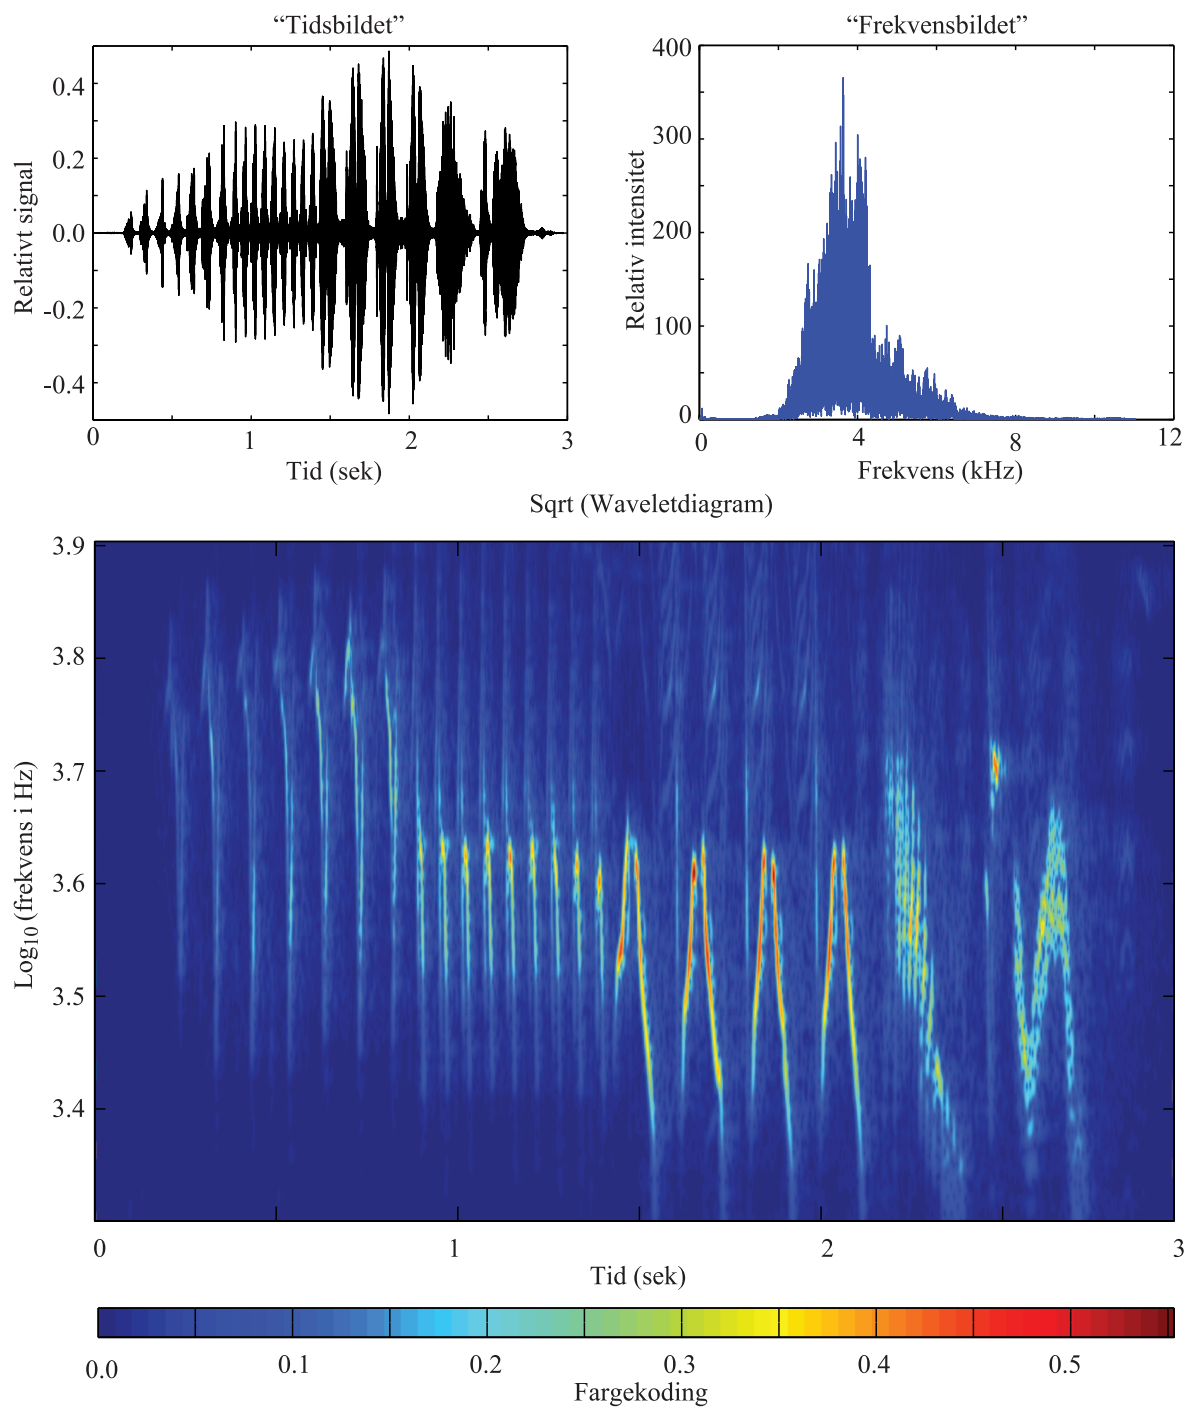 “Tidsbildet”
“Frekvensbildet”
Relativt signal
0.4
0.2
0.0
-0.2
-0.4
0 1 2 3
Tid (sek)
Relativ intensitet
400
300
200
100
0
0 4 8 12
Frekvens (kHz)
Sqrt (Waveletdiagram)
Log10 (frekvens i Hz)
3.9
3.8
3.7
3.6
3.5
3.4
0 1 2 3
Tid (sek)
0.0 0.1 0.2 0.3 0.4 0.5
Fargekoding